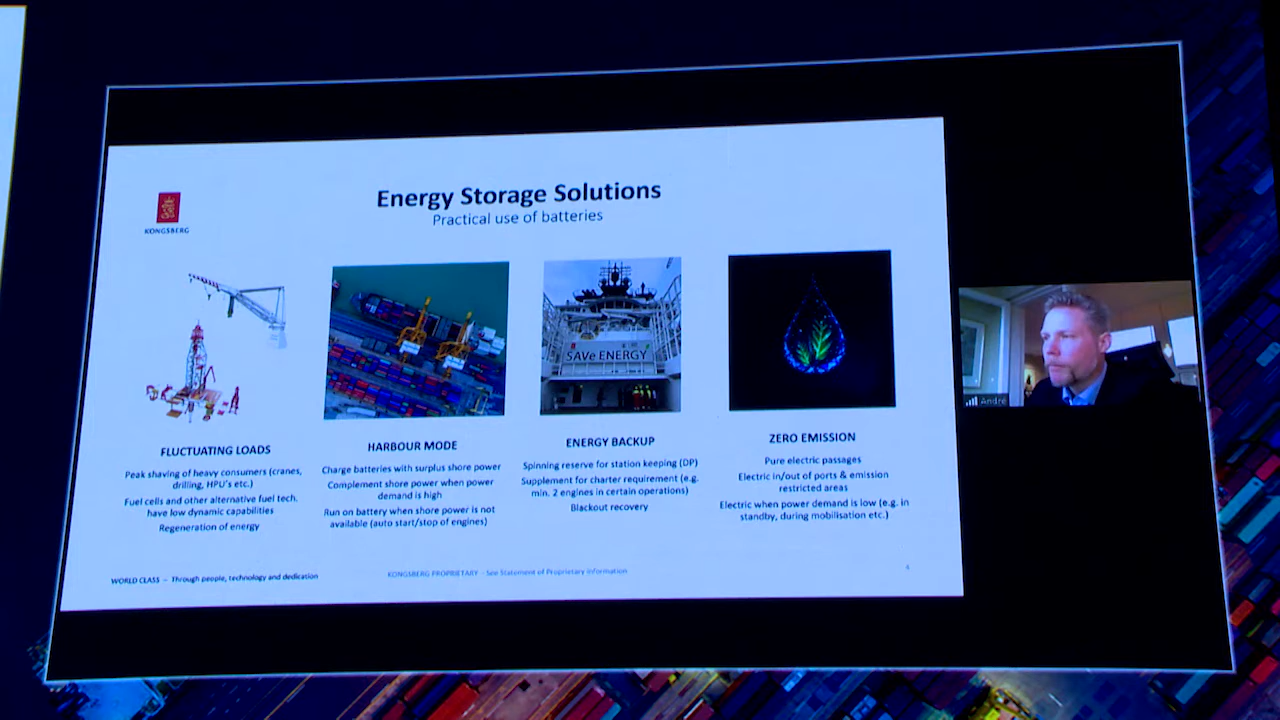 Energy Storage Solutions
Practical use of batteries
KONGSBERG
SAVe ENERGY
FLUCTUATING LOADS
Peak shaving of heavy consumers (cranes,
drilling, HPU's etc.)
Fuel cells and other alternative fuel tech.
have low dynamic capabilities
Regeneration of energy
HARBOUR MODE
Charge batteries with surplus shore power
Complement shore power when power
demand is high
Run on battery when shore power is not
available (auto start/stop of engines)
ENERGY BACKUP
Spinning reserve for station keeping (DP)
Supplement for charter requirement (e.g.
min. 2 engines in certain operations)
Blackout recovery
ZERO EMISSION
Pure electric passages
Electric in/out of ports & emission
restricted areas
Electric when power demand is low (e.g. in
standby, during mobilisation etc.)
André
WORLD CLASS – Through people, technology and dedication
KONGSBERG PROPRIETARY - See Statement of Proprietary information